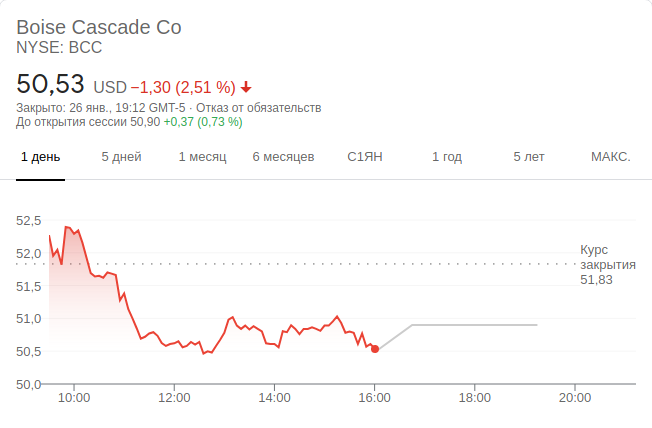 Boise Cascade Co
NYSE: BCC
50,53 USD −1,30 (2,51 %)
Закрыто: 26 янв., 19:12 GMT-5 · Отказ от обязательств
До открытия сессии 50,90 +0,37 (0,73 %)
1 день 5 дней 1 месяц 6 месяцев С1ЯН 1 год 5 лет МАКС.
52,5
52,0
51,5
51,0
50,5
50,0
Курс
закрытия
51,83
10:00 12:00 14:00 16:00 18:00 20:00